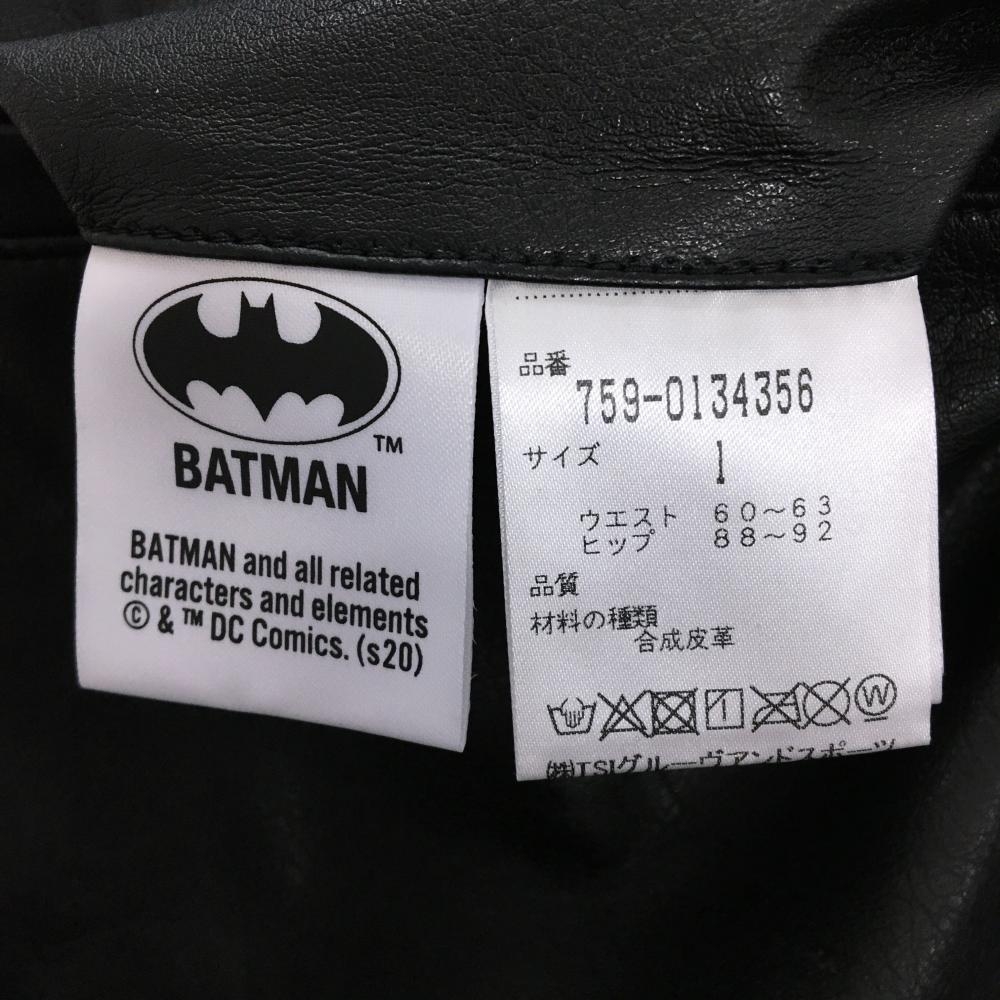 TM
BATMAN
BATMAN and all related
characters and elements
© & ™ DC Comics. (s20)
品番
759-0134356
サイズ 1
ウエスト 60~63
ヒップ 88~92
品質
材料の種類
合成皮革
W
㈱TSIグルーヴアンドスポーツ